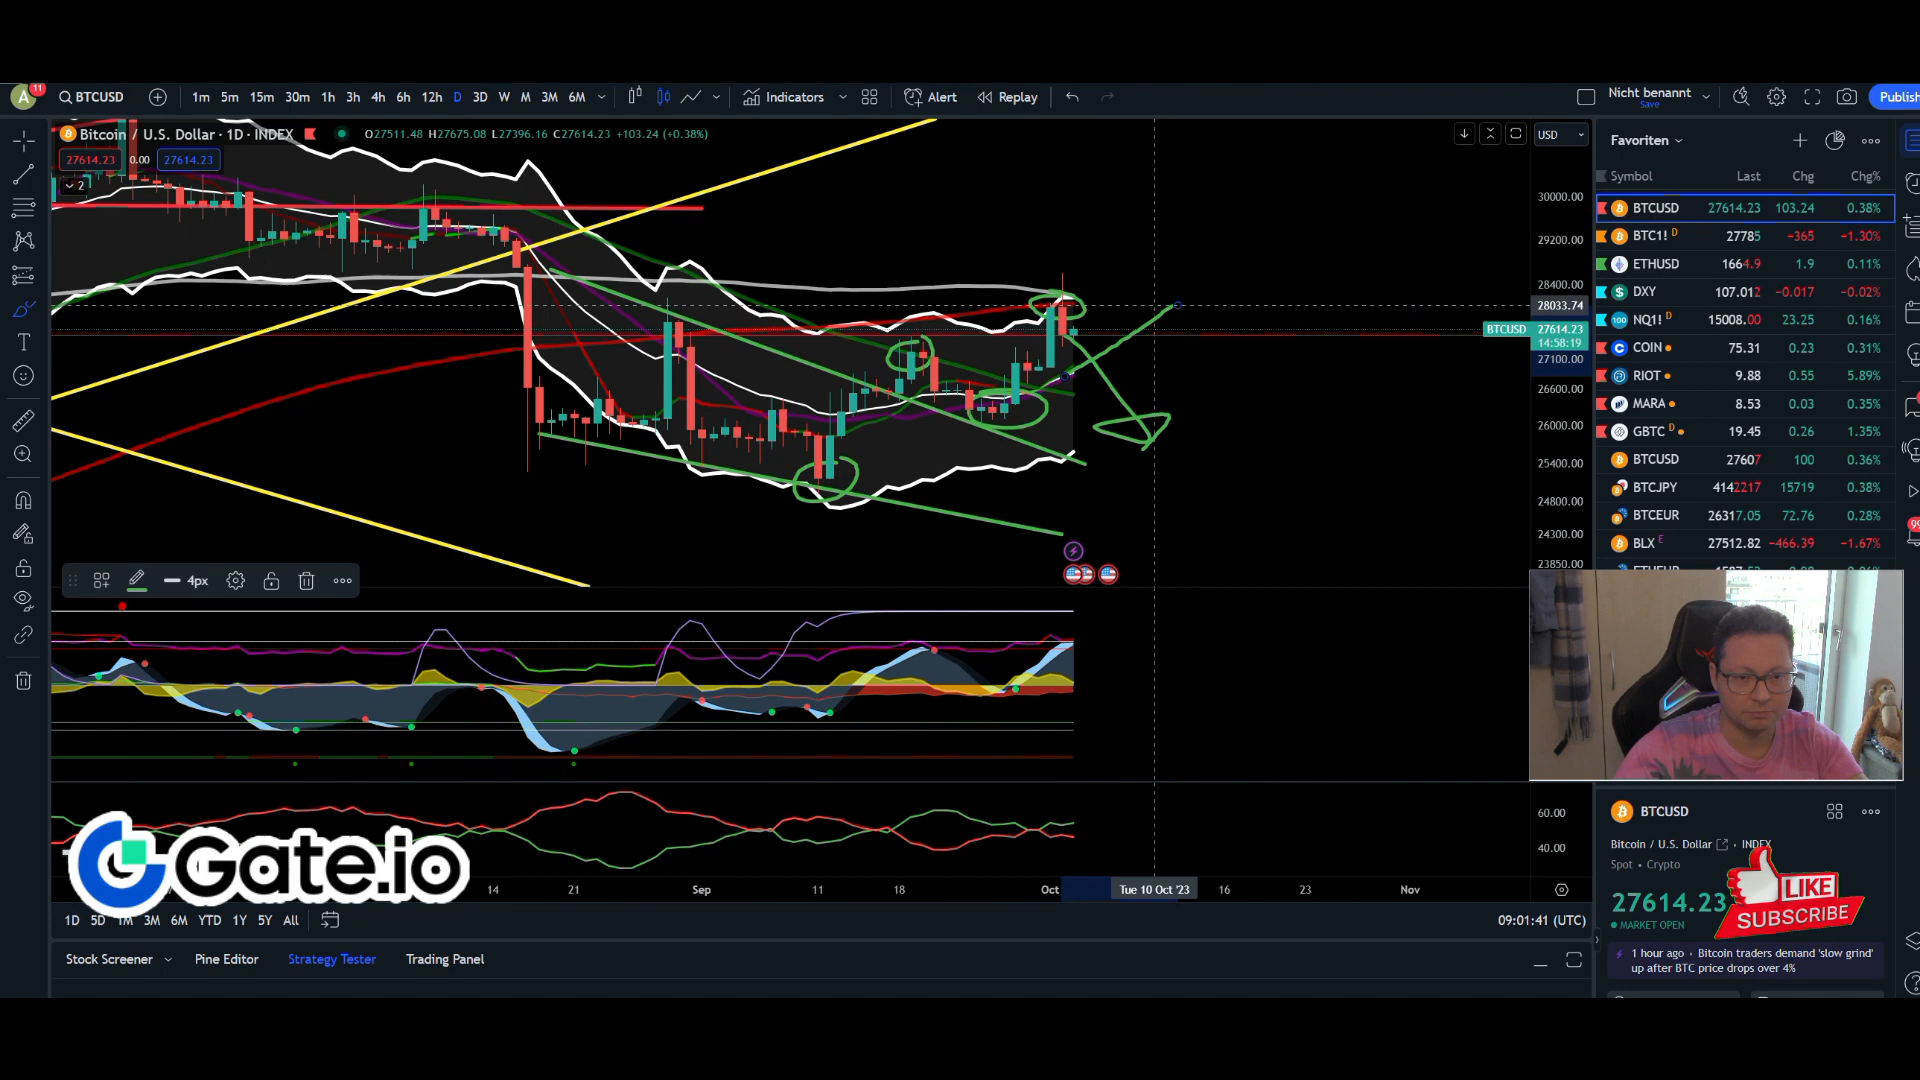 A 11 BTCUSD 1m 5m 15m 30m 1h 3h 4h 6h 12h D 3D W M 3M 6M Indicators Alert Replay Nicht benannt Save Publish
Bitcoin / U.S. Dollar · 1D · INDEX O27511.48 H27675.08 L27396.16 C27614.23 +103.24 (+0.38%)
27614.23 0.00 27614.23
2
USD
30000.00
29200.00
28400.00
28033.74
BTCUSD 27614.23
14:58:19
27100.00
26600.00
26000.00
25400.00
24800.00
24300.00
23850.00
4px
60.00
40.00
14 21 Sep 11 18 Oct Tue 10 Oct '23 16 23 Nov
Gate.io
1D 5D 1M 3M 6M YTD 1Y 5Y All 09:01:41 (UTC)
Stock Screener Pine Editor Strategy Tester Trading Panel
Favoriten
Symbol Last Chg Chg%
BTCUSD 27614.23 103.24 0.38%
BTC1! D 27785 −365 −1.30%
ETHUSD 1664.9 1.9 0.11%
DXY 107.012 −0.017 −0.02%
NQ1! D 15008.00 23.25 0.16%
COIN 75.31 0.23 0.31%
RIOT 9.88 0.55 5.89%
MARA 8.53 0.03 0.35%
GBTC D 19.45 0.26 1.35%
BTCUSD 27607 100 0.36%
BTCJPY 4142217 15719 0.38%
BTCEUR 26317.05 72.76 0.28%
BLX E 27512.82 −466.39 −1.67%
BTCUSD
Bitcoin / U.S. Dollar · INDEX
Spot · Crypto
27614.23
MARKET OPEN
LIKE
SUBSCRIBE
1 hour ago · Bitcoin traders demand 'slow grind'
up after BTC price drops over 4%